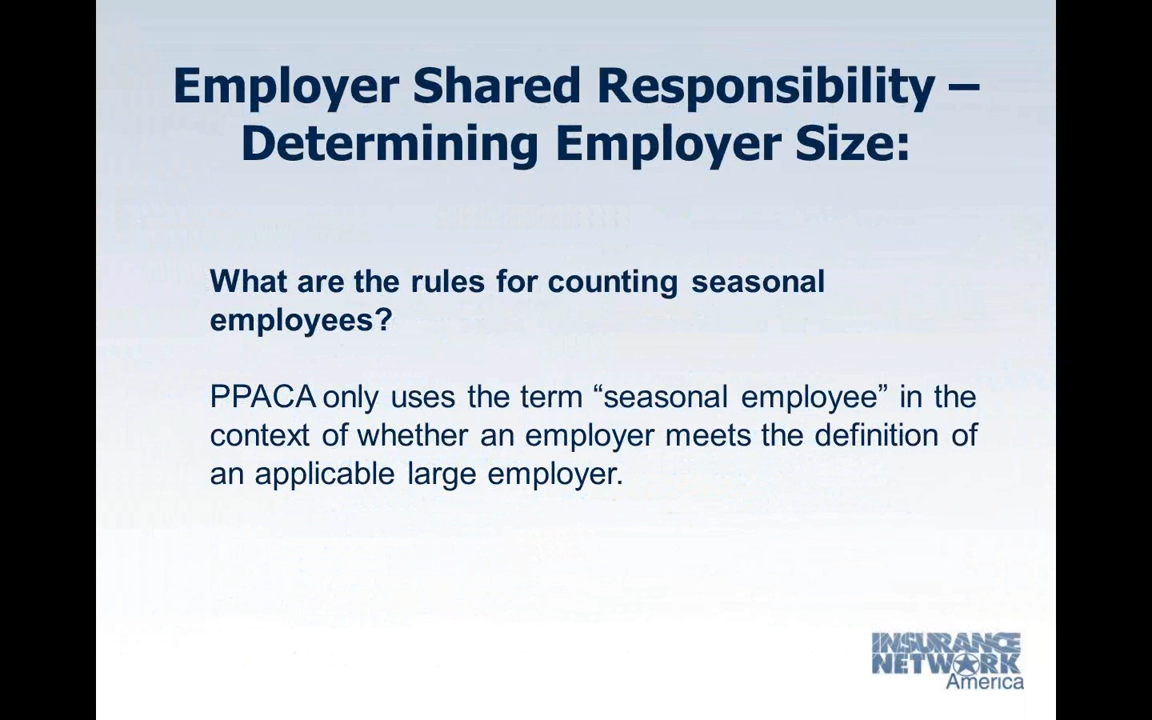 Employer Shared Responsibility –
Determining Employer Size:
What are the rules for counting seasonal
employees?
PPACA only uses the term “seasonal employee” in the
context of whether an employer meets the definition of
an applicable large employer.
INSURANCE
NETWORK
America